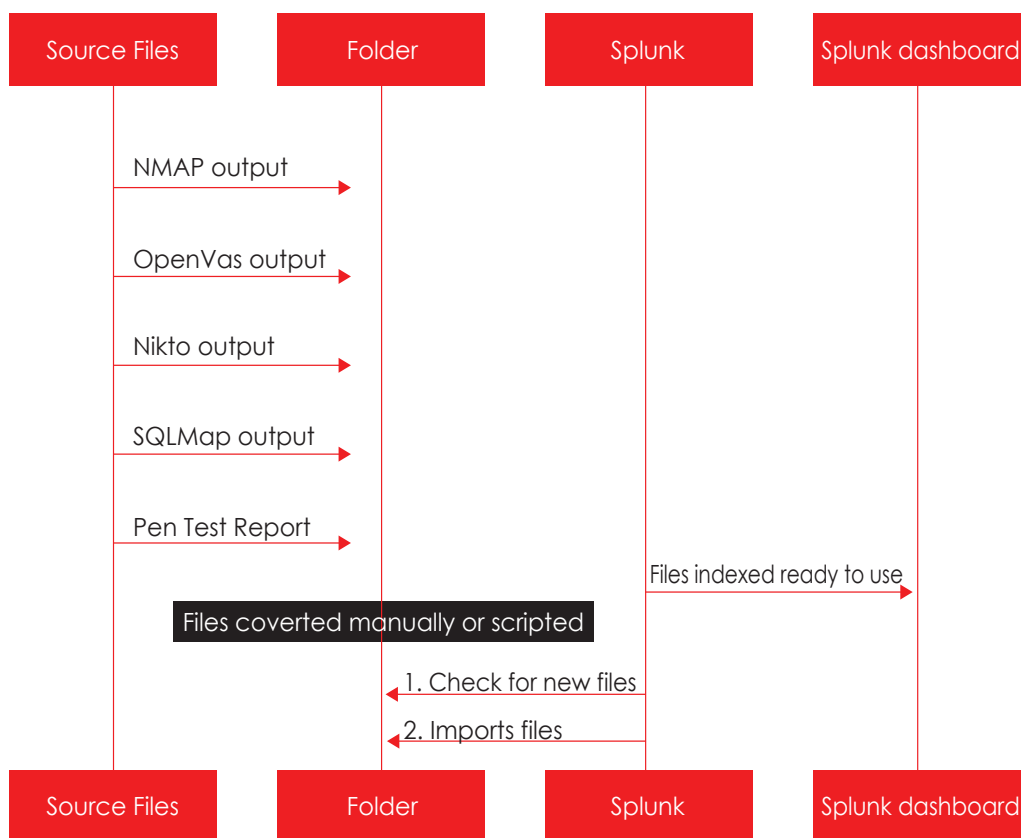 Source Files
Folder
Splunk
Splunk dashboard
NMAP output
OpenVas output
Nikto output
SQLMap output
Pen Test Report
Files indexed ready to use
Files coverted manually or scripted
1. Check for new files
2. Imports files
Source Files
Folder
Splunk
Splunk dashboard